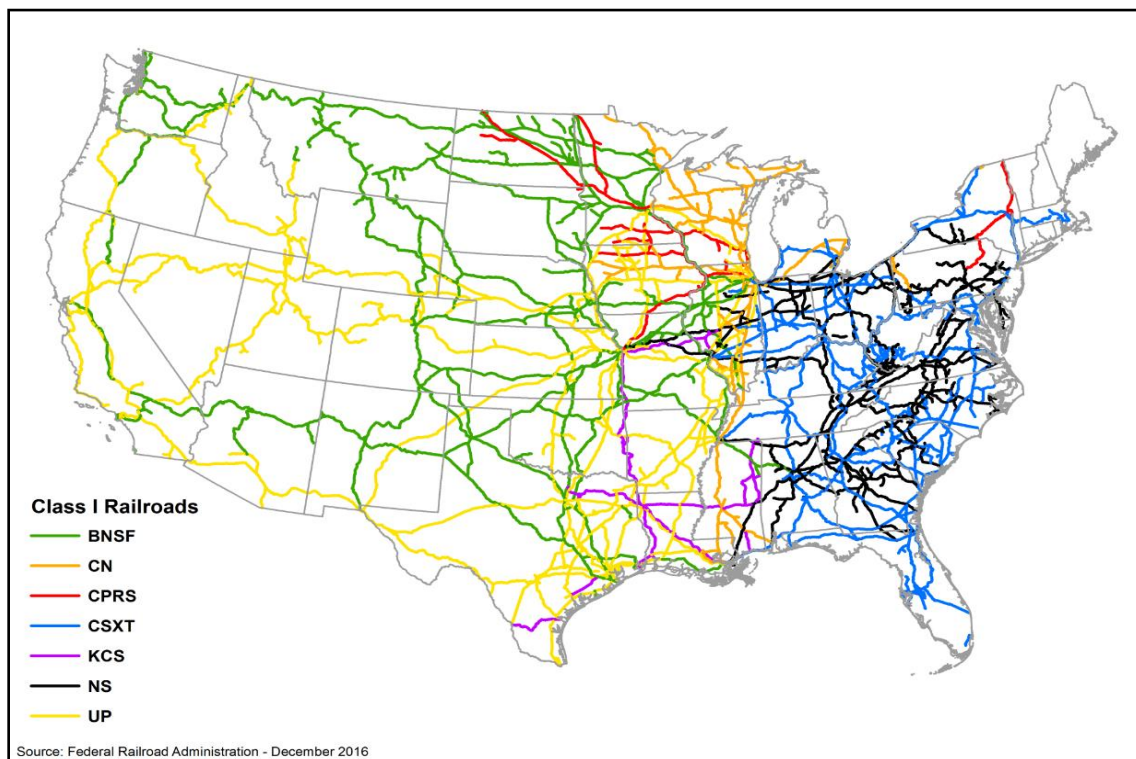 Class I Railroads
BNSF
CN
CPRS
CSXT
KCS
NS
UP
Source: Federal Railroad Administration - December 2016